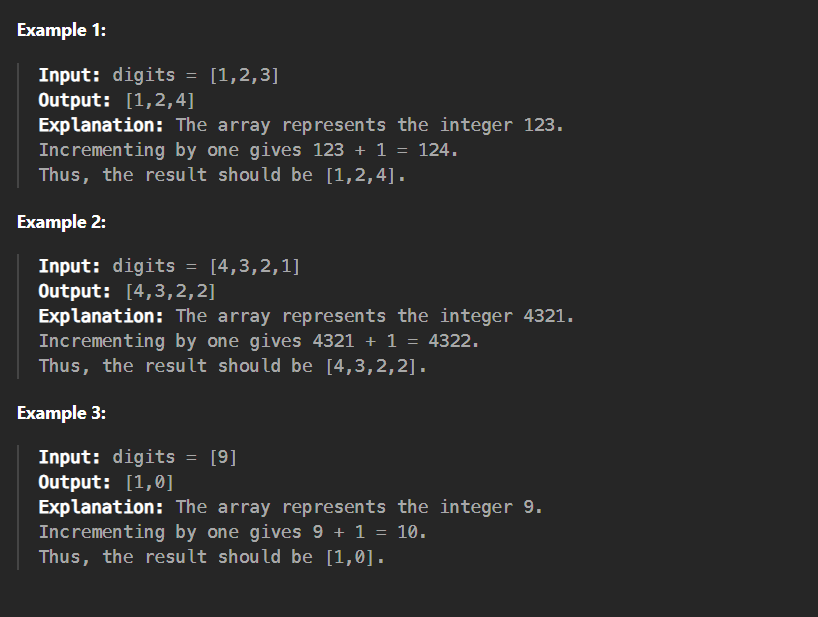 Example 1:
Input: digits = [1,2,3]
Output: [1,2,4]
Explanation: The array represents the integer 123.
Incrementing by one gives 123 + 1 = 124.
Thus, the result should be [1,2,4].
Example 2:
Input: digits = [4,3,2,1]
Output: [4,3,2,2]
Explanation: The array represents the integer 4321.
Incrementing by one gives 4321 + 1 = 4322.
Thus, the result should be [4,3,2,2].
Example 3:
Input: digits = [9]
Output: [1,0]
Explanation: The array represents the integer 9.
Incrementing by one gives 9 + 1 = 10.
Thus, the result should be [1,0].